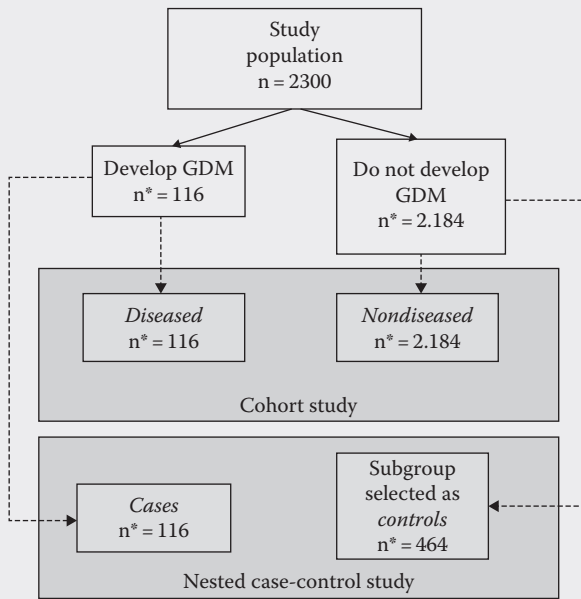 Study
population
n = 2300
Develop GDM
n* = 116
Do not develop
GDM
n* = 2.184
Diseased
n* = 116
Nondiseased
n* = 2.184
Cohort study
Cases
n* = 116
Subgroup
selected as
controls
n* = 464
Nested case-control study